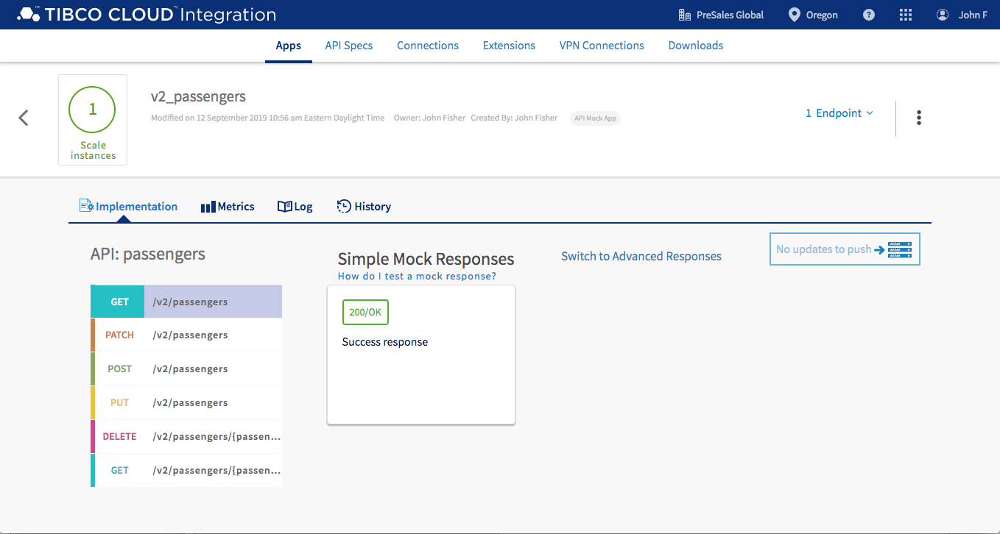 TIBCO CLOUD™ Integration
PreSales Global
Oregon
?
John F
Apps
API Specs
Connections
Extensions
VPN Connections
Downloads
1
Scale
instances
v2_passengers
Modified on 12 September 2019 10:56 am Eastern Daylight Time Owner: John Fisher Created By: John Fisher API Mock App
1 Endpoint
Implementation
Metrics
Log
History
API: passengers
GET /v2/passengers
PATCH /v2/passengers
POST /v2/passengers
PUT /v2/passengers
DELETE /v2/passengers/{passen...
GET /v2/passengers/{passen...
Simple Mock Responses
How do I test a mock response?
200/OK
Success response
Switch to Advanced Responses
No updates to push